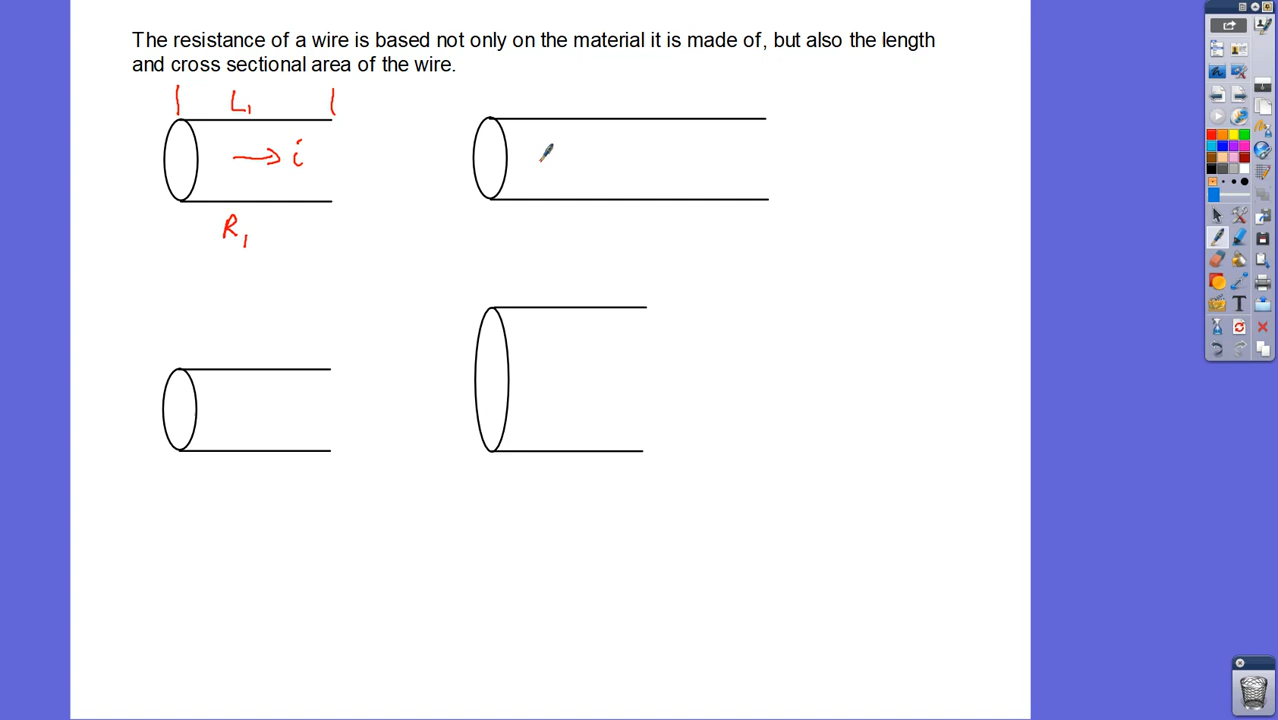 The resistance of a wire is based not only on the material it is made of, but also the length
and cross sectional area of the wire.
L₁
i
R₁